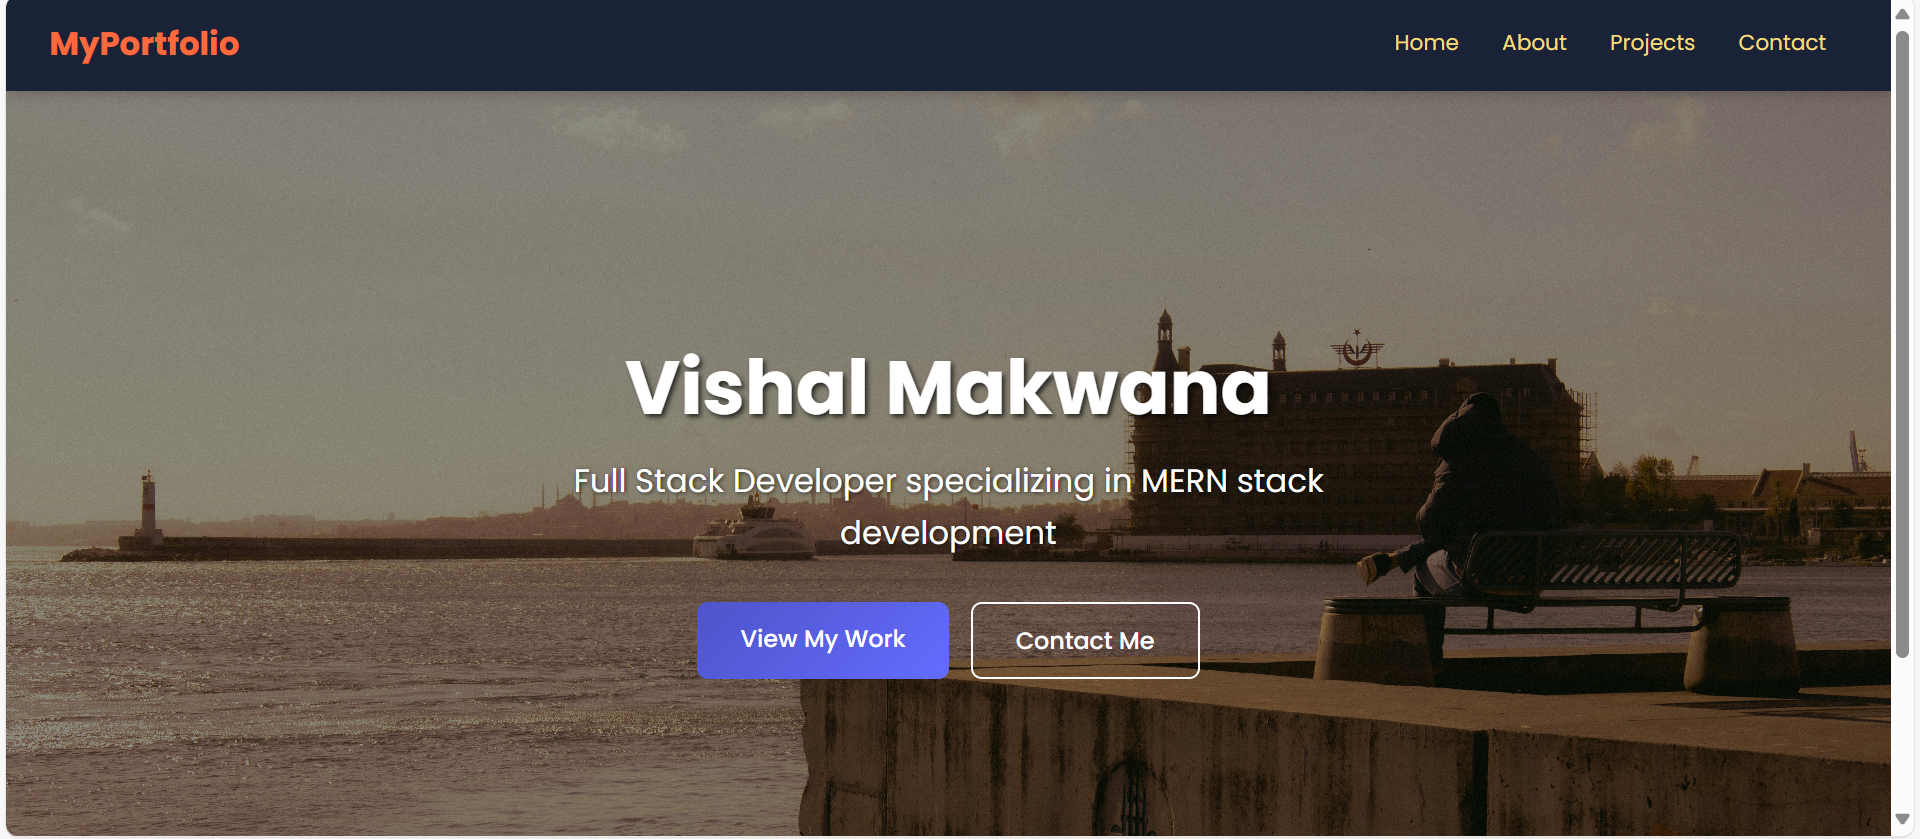 MyPortfolio
Home About Projects Contact
Vishal Makwana
Full Stack Developer specializing in MERN stack
development
View My Work Contact Me